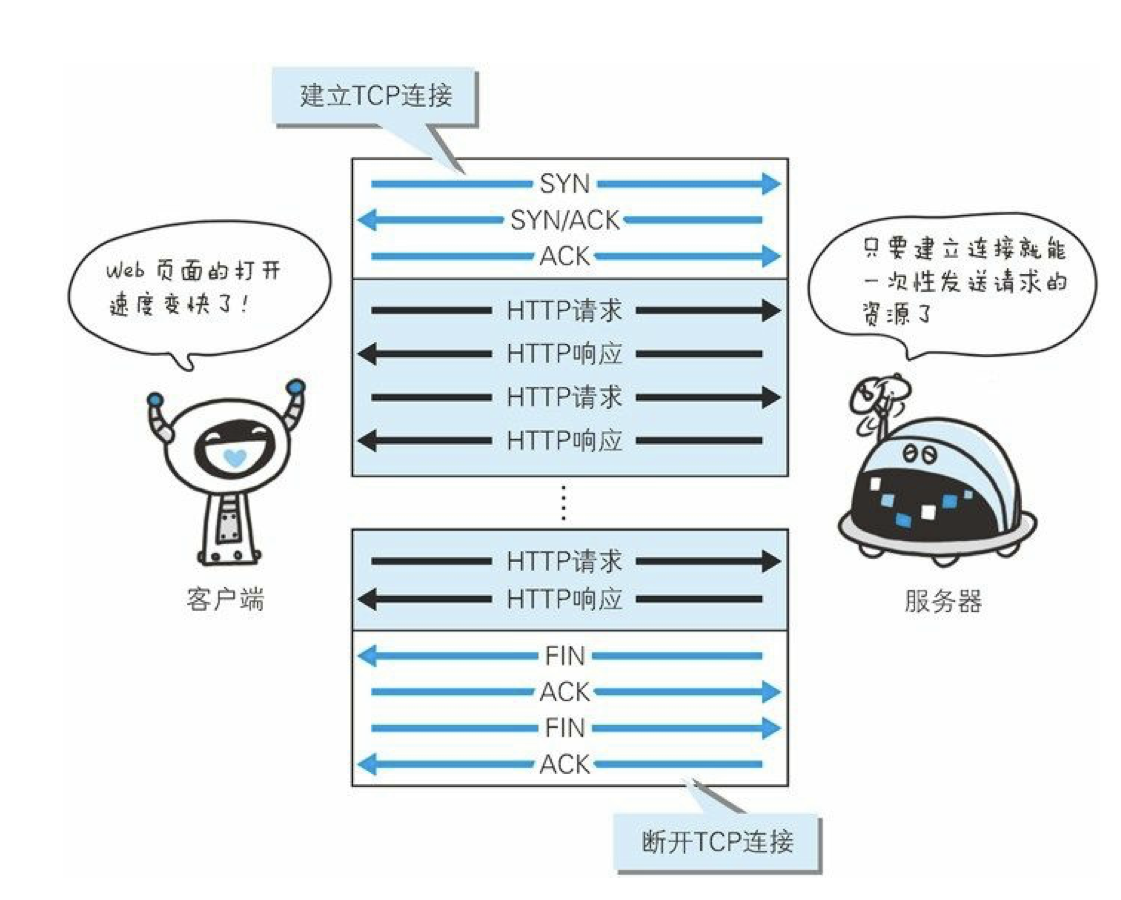 建立TCP连接
SYN
SYN/ACK
ACK
Web 页面的打开
速度变快了!
只要建立连接就能
一次性发送请求的
资源了
HTTP请求
HTTP响应
HTTP请求
HTTP响应
HTTP请求
HTTP响应
客户端
服务器
FIN
ACK
FIN
ACK
断开TCP连接